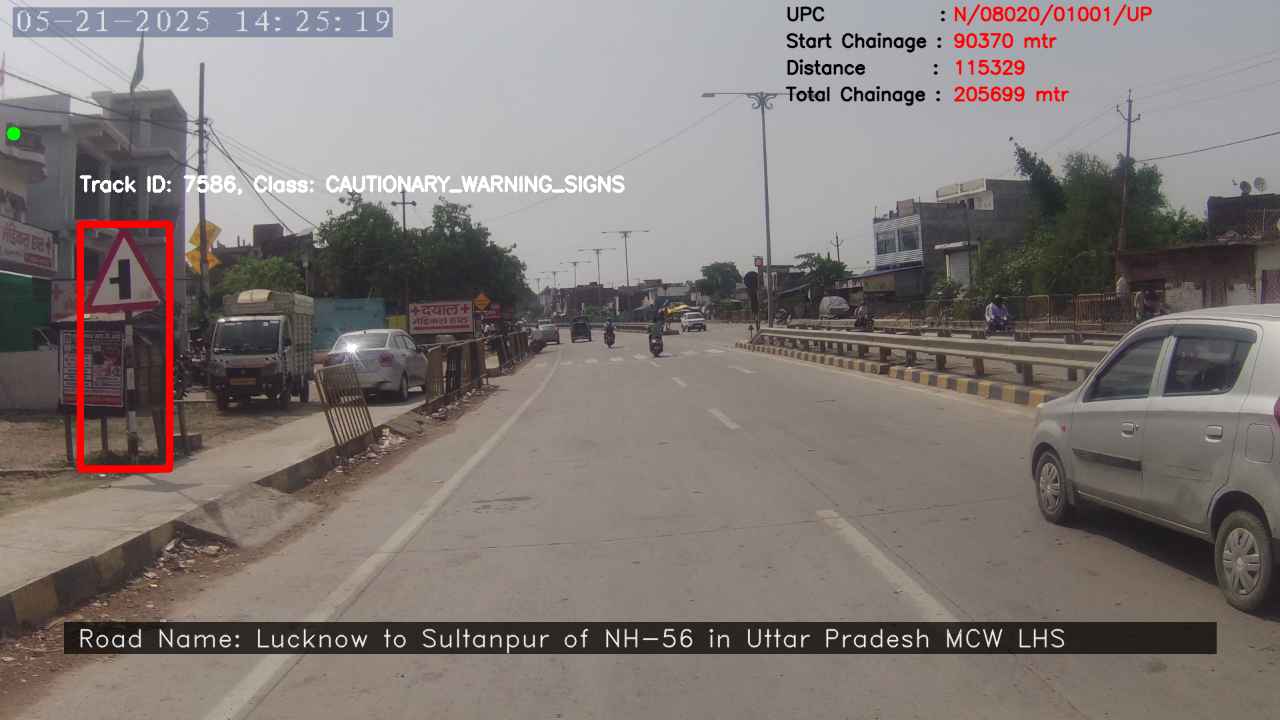 05-21-2025 14:25:19
UPC : N/08020/01001/UP
Start Chainage : 90370 mtr
Distance : 115329
Total Chainage : 205699 mtr
Track ID: 7586, Class: CAUTIONARY_WARNING_SIGNS
मेडिकल हाल +
+ दयाल +
मेडिकल हाल
Road Name: Lucknow to Sultanpur of NH-56 in Uttar Pradesh MCW LHS